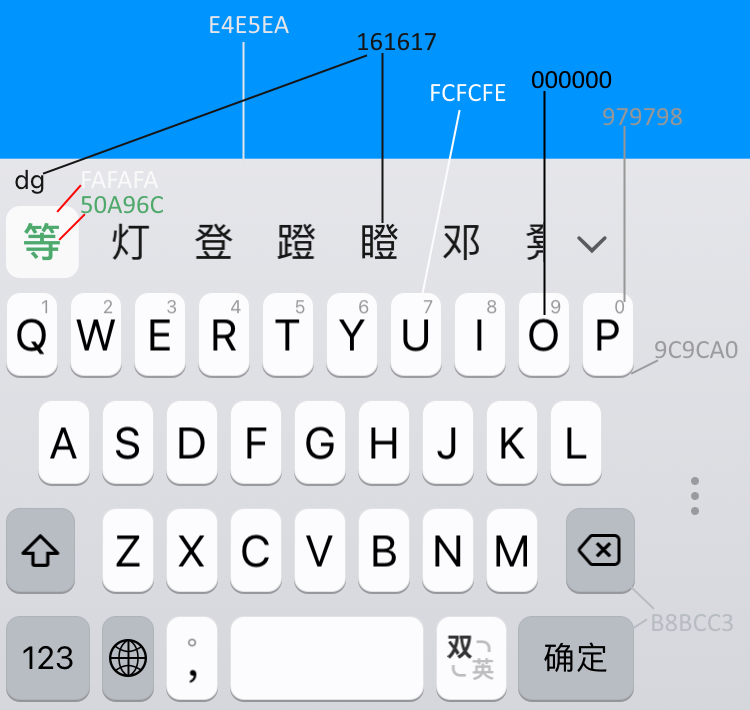 E4E5EA
161617
000000
FCFCFE
979798
dg
FAFAFA
50A96C
等 灯 登 蹬 瞪 邓
1 2 3 4 5 6 7 8 9 0
Q W E R T Y U I O P
9C9CA0
A S D F G H J K L
Z X C V B N M
B8BCC3
123 。 , 双 英 确定